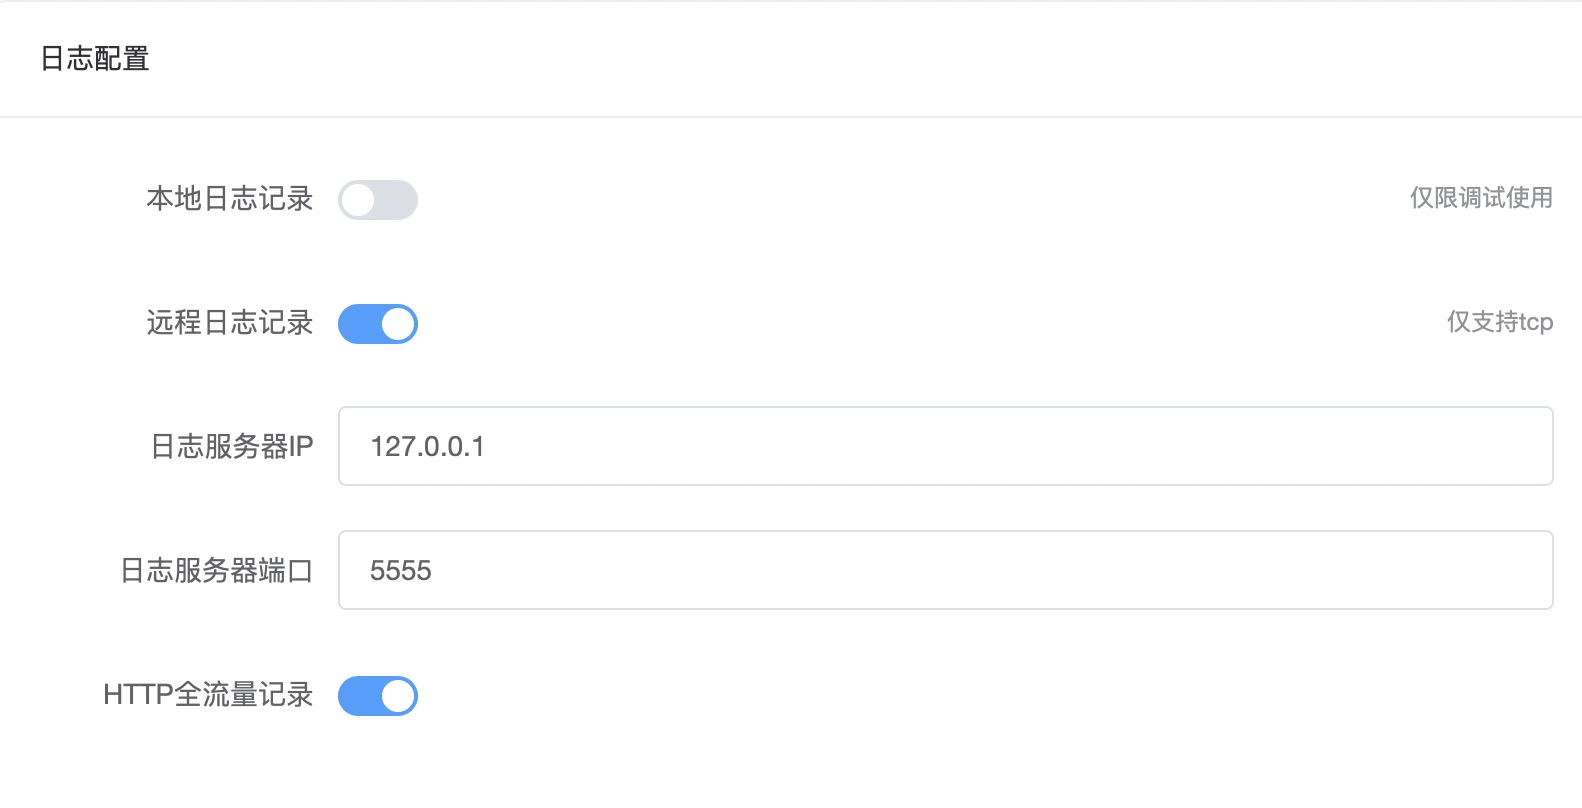 日志配置
本地日志记录
仅限调试使用
远程日志记录
仅支持tcp
日志服务器IP
127.0.0.1
日志服务器端口
5555
HTTP全流量记录